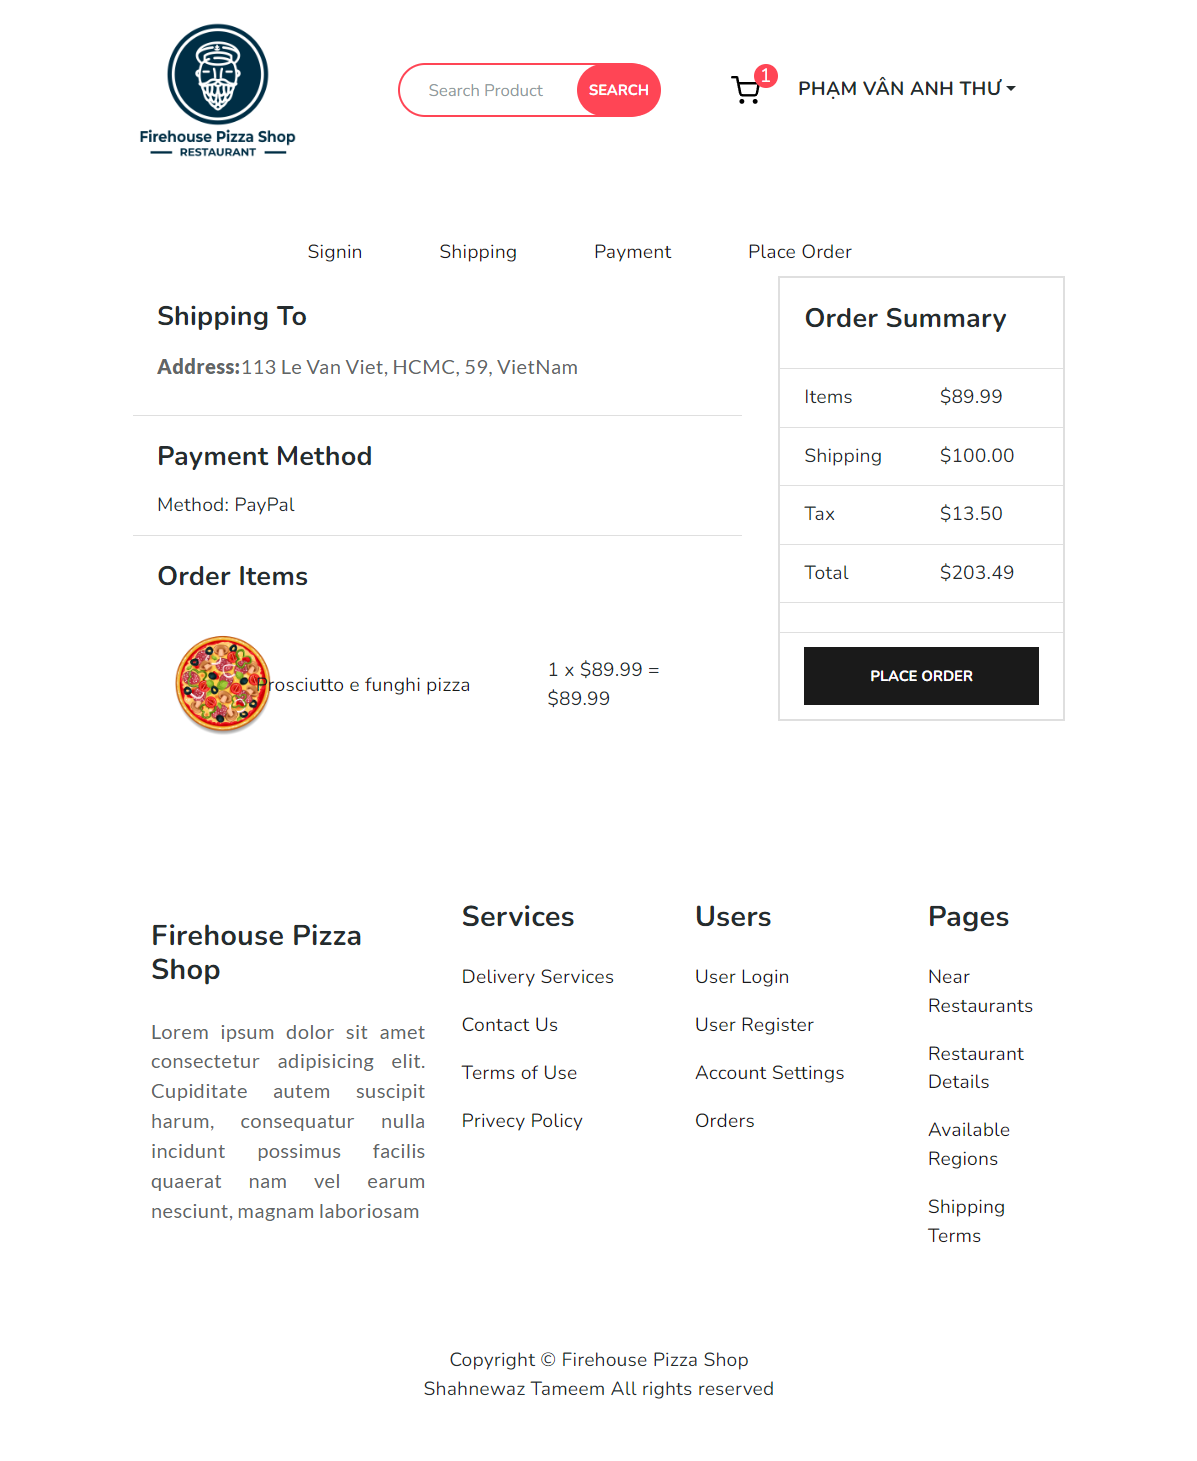 Firehouse Pizza Shop
RESTAURANT
Search Product
SEARCH
1
PHẠM VÂN ANH THƯ
Signin
Shipping
Payment
Place Order
Shipping To
Address:113 Le Van Viet, HCMC, 59, VietNam
Payment Method
Method: PayPal
Order Items
Prosciutto e funghi pizza
1 x $89.99 =
$89.99
Order Summary
Items $89.99
Shipping $100.00
Tax $13.50
Total $203.49
PLACE ORDER
Firehouse Pizza
Shop
Lorem ipsum dolor sit amet
consectetur adipisicing elit.
Cupiditate autem suscipit
harum, consequatur nulla
incidunt possimus facilis
quaerat nam vel earum
nesciunt, magnam laboriosam
Services
Delivery Services
Contact Us
Terms of Use
Privecy Policy
Users
User Login
User Register
Account Settings
Orders
Pages
Near
Restaurants
Restaurant
Details
Available
Regions
Shipping
Terms
Copyright © Firehouse Pizza Shop
Shahnewaz Tameem All rights reserved